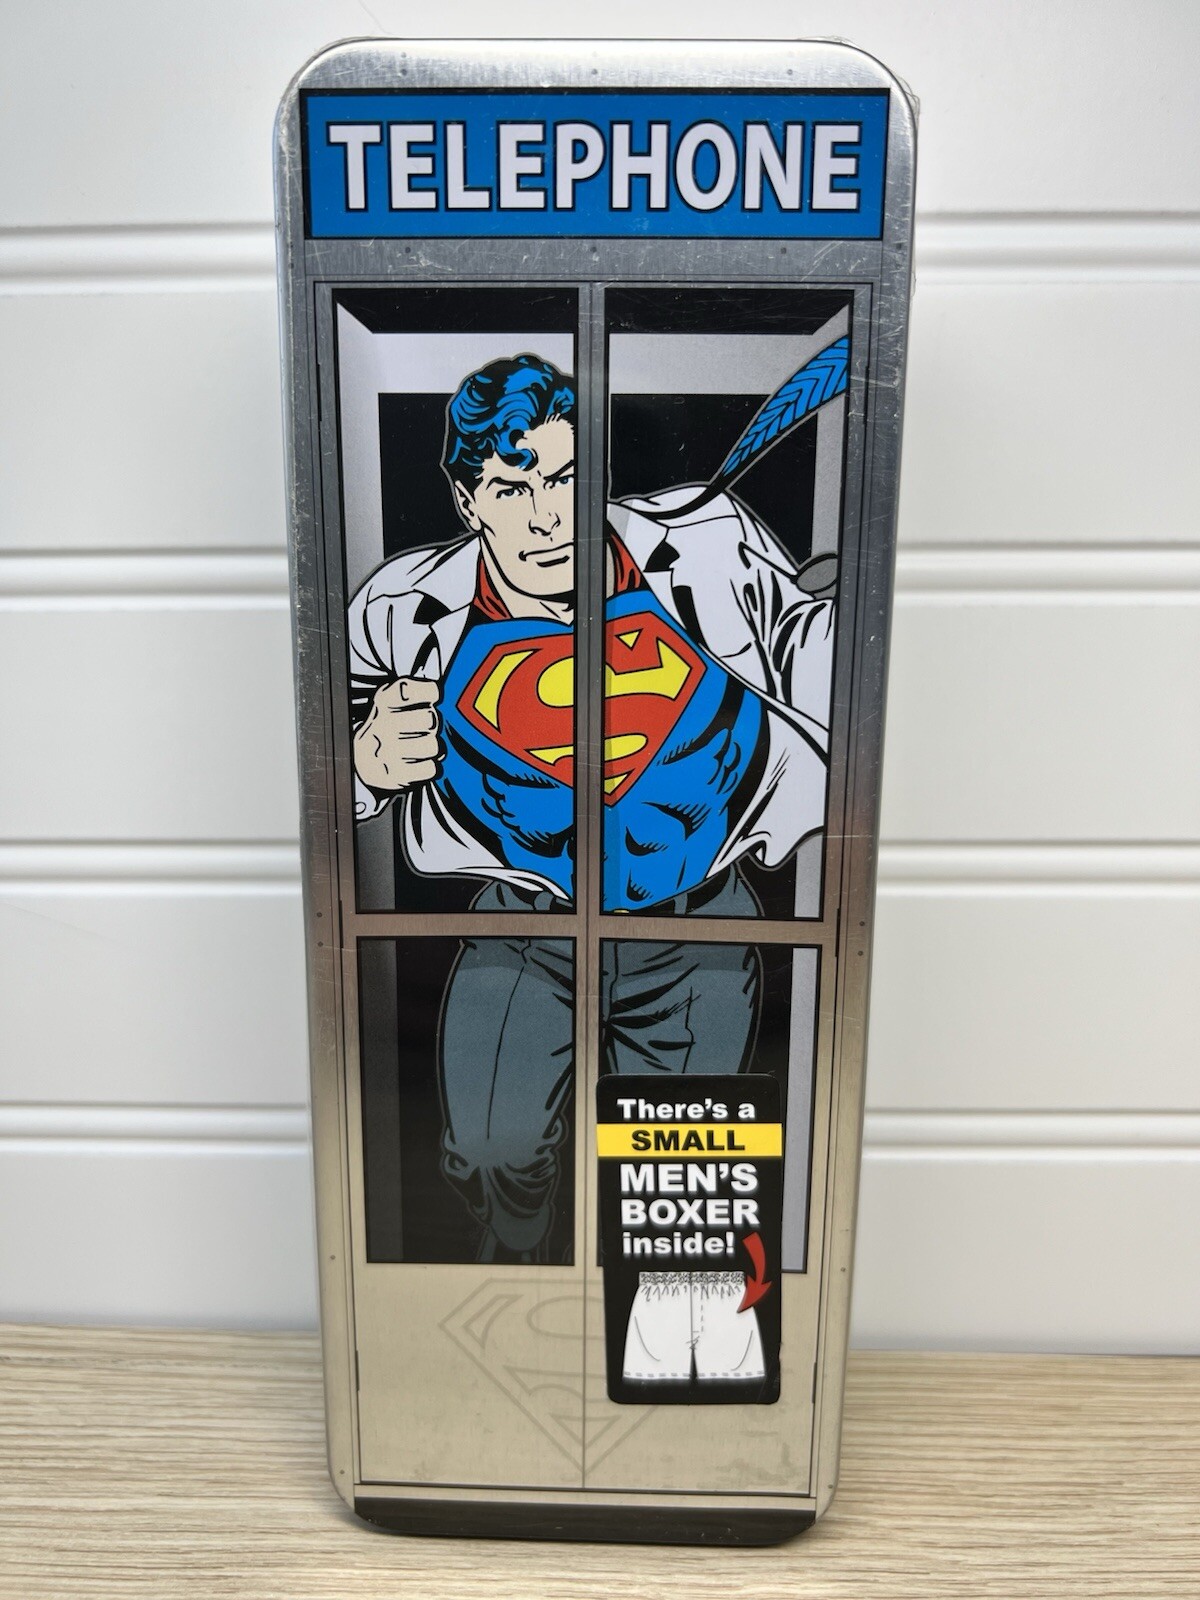 TELEPHONE
There's a
SMALL
MEN'S
BOXER
inside!